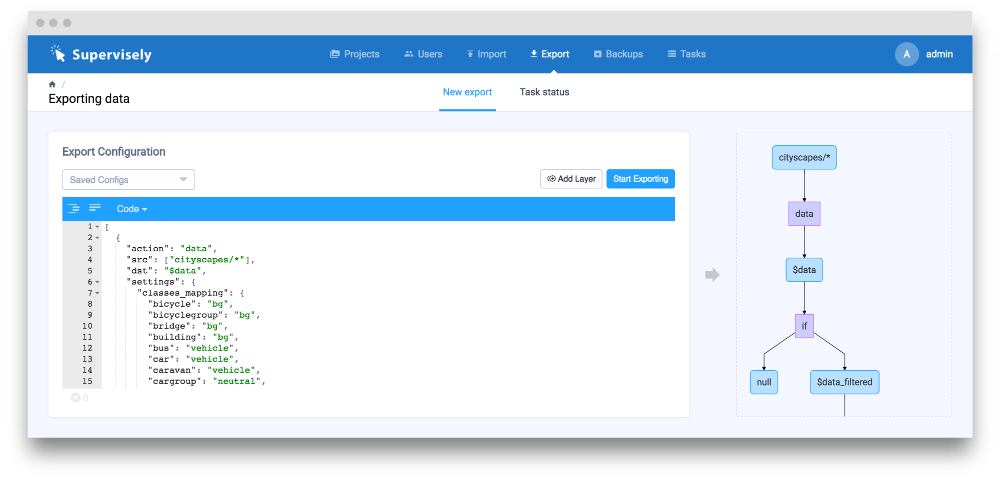 Supervisely
Projects
Users
Import
Export
Backups
Tasks
A
admin
/
Exporting data
New export
Task status
Export Configuration
Saved Configs
Add Layer
Start Exporting
Code
1 [
2 {
3 "action": "data",
4 "src": ["cityscapes/*"],
5 "dst": "$data",
6 "settings": {
7 "classes_mapping": {
8 "bicycle": "bg",
9 "bicyclegroup": "bg",
10 "bridge": "bg",
11 "building": "bg",
12 "bus": "vehicle",
13 "car": "vehicle",
14 "caravan": "vehicle",
15 "cargroup": "neutral",
0
cityscapes/*
data
$data
if
null
$data_filtered